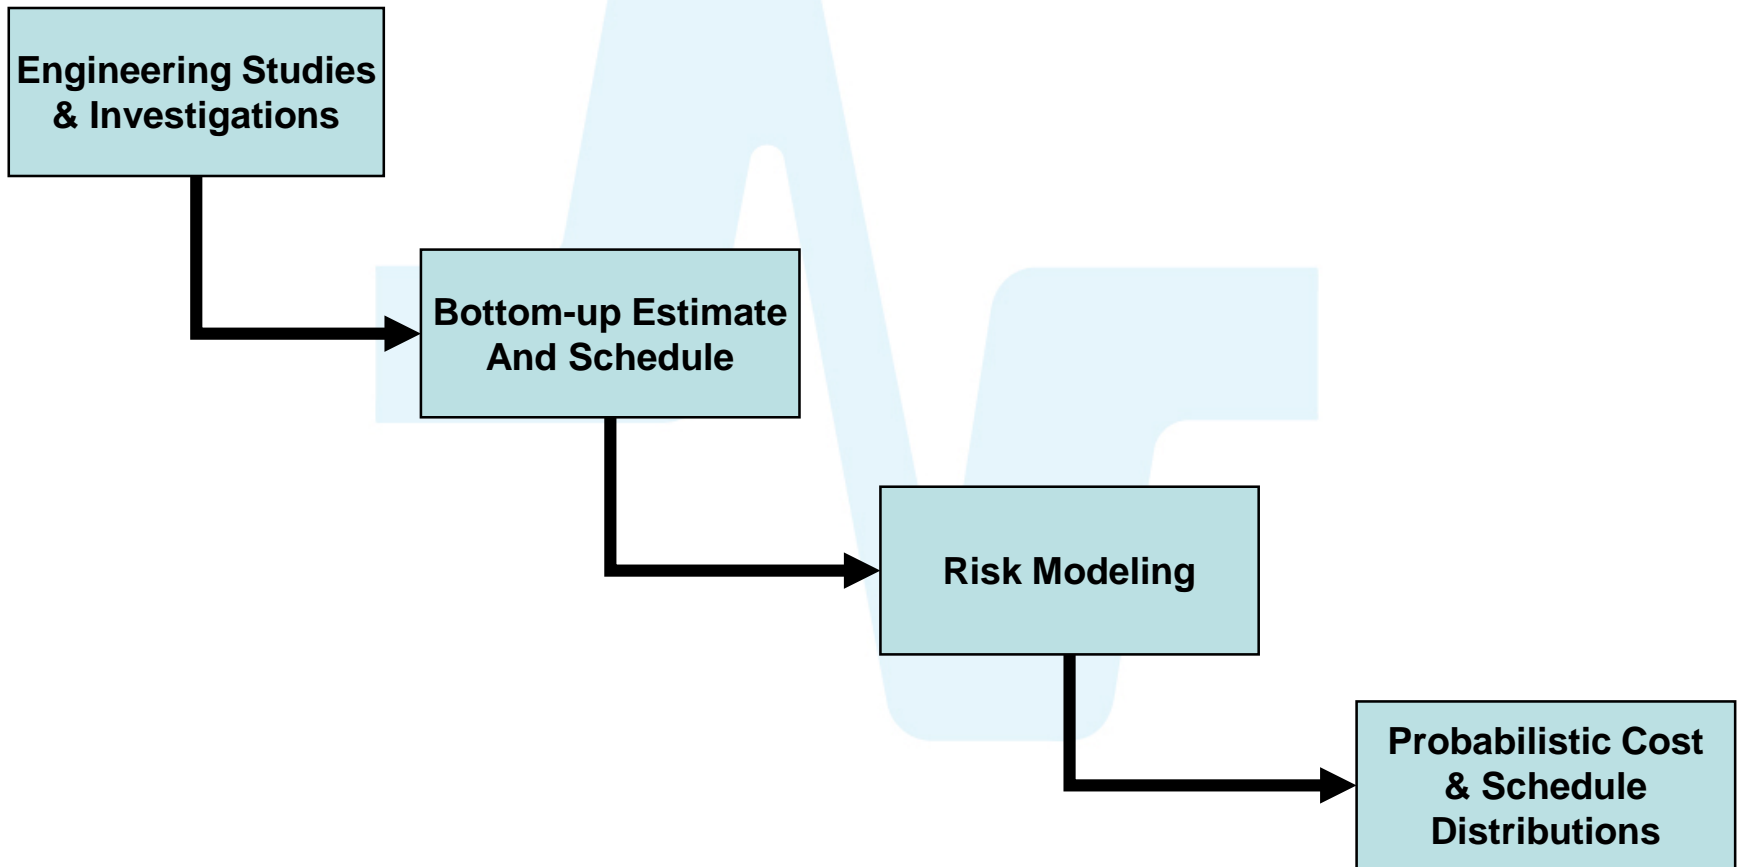 Engineering Studies
& Investigations
Bottom-up Estimate
And Schedule
Risk Modeling
Probabilistic Cost
& Schedule
Distributions